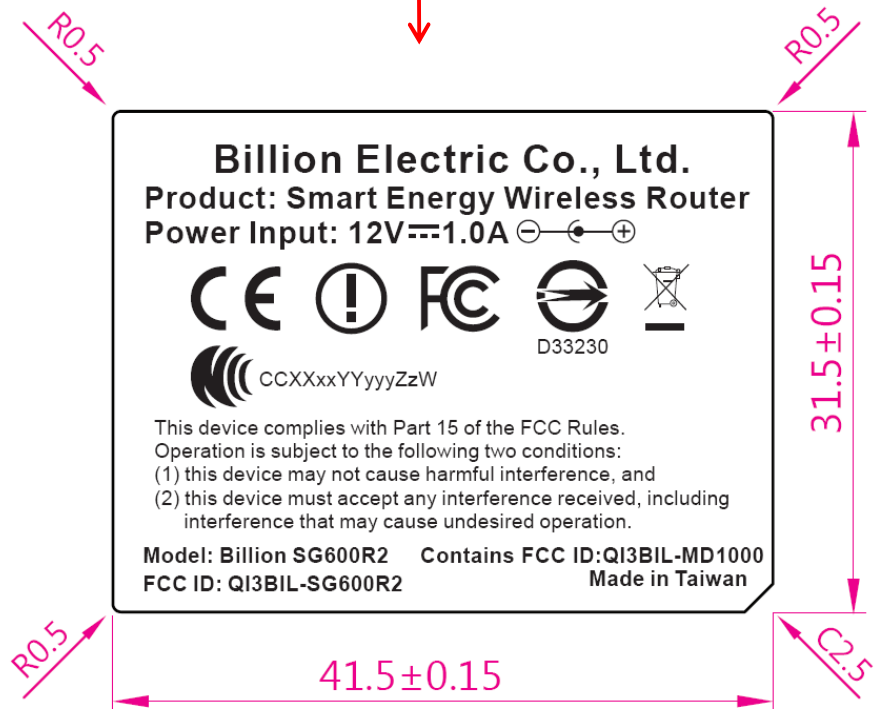 R0.5
R0.5
Billion Electric Co., Ltd.
Product: Smart Energy Wireless Router
Power Input: 12V⎓1.0A
CE FC
D33230
CCXXxxYYyyyZzW
31.5±0.15
This device complies with Part 15 of the FCC Rules.
Operation is subject to the following two conditions:
(1) this device may not cause harmful interference, and
(2) this device must accept any interference received, including
interference that may cause undesired operation.
Model: Billion SG600R2 Contains FCC ID:QI3BIL-MD1000
FCC ID: QI3BIL-SG600R2 Made in Taiwan
R0.5
C2.5
41.5±0.15